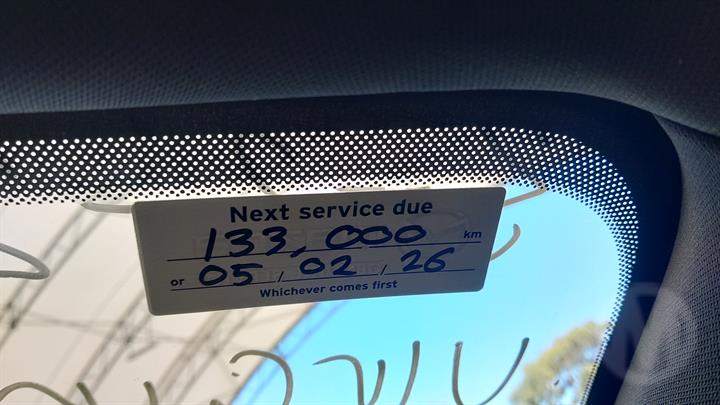 Next service due
133,000 km
or 05/02/26
Whichever comes first